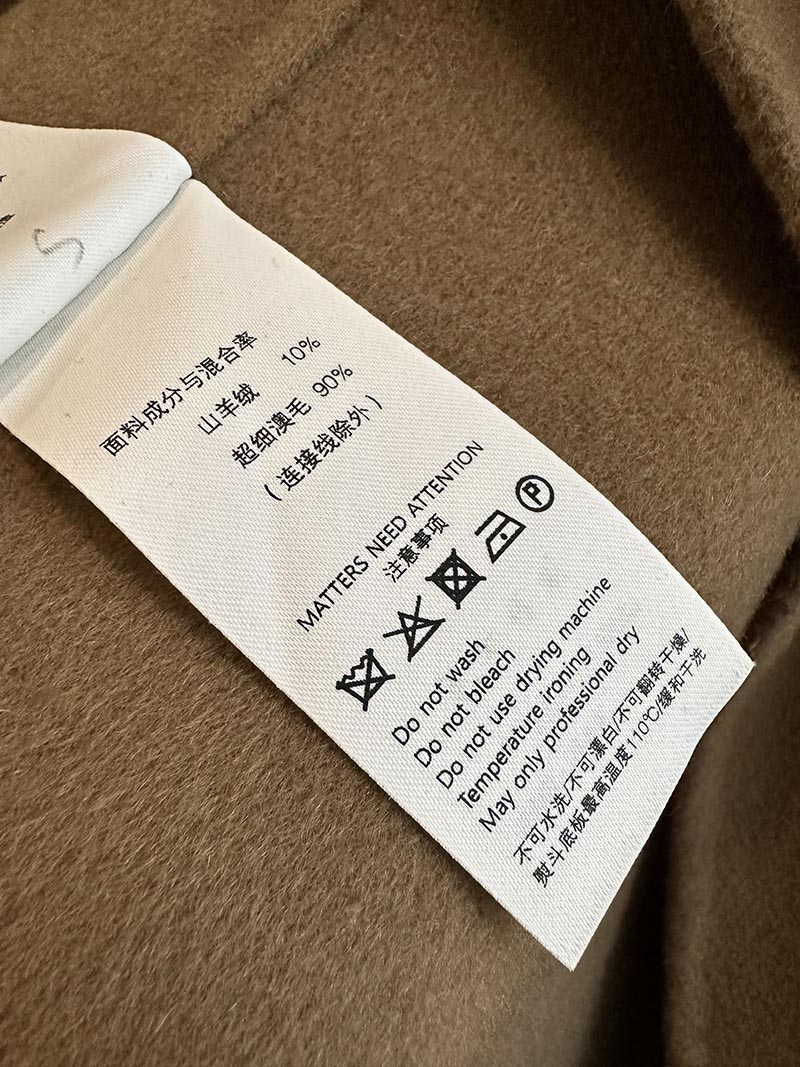 S
面料成分与混合率
山羊绒 10%
超细澳毛 90%
(连接线除外)
MATTERS NEED ATTENTION
注意事项
P
Do not wash
Do not bleach
Do not use drying machine
Temperature ironing
May only professional dry
不可水洗/不可漂白/不可翻转干燥/
熨斗底板最高温度110℃/缓和干洗